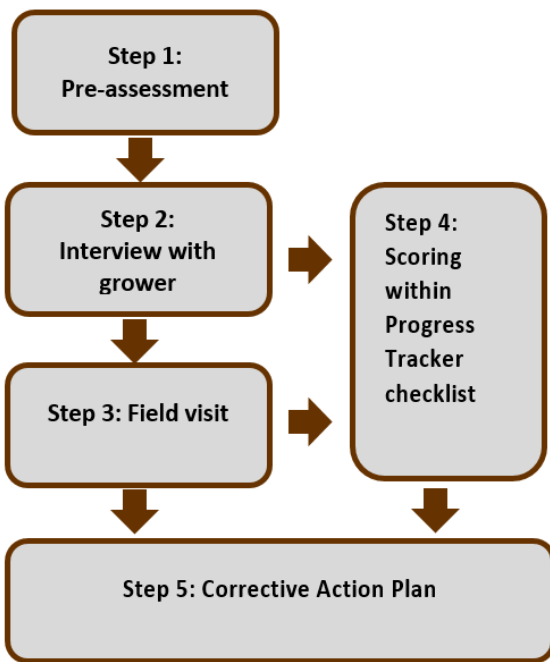 Step 1:
Pre-assessment
Step 2:
Interview with
grower
Step 3: Field visit
Step 4:
Scoring
within
Progress
Tracker
checklist
Step 5: Corrective Action Plan